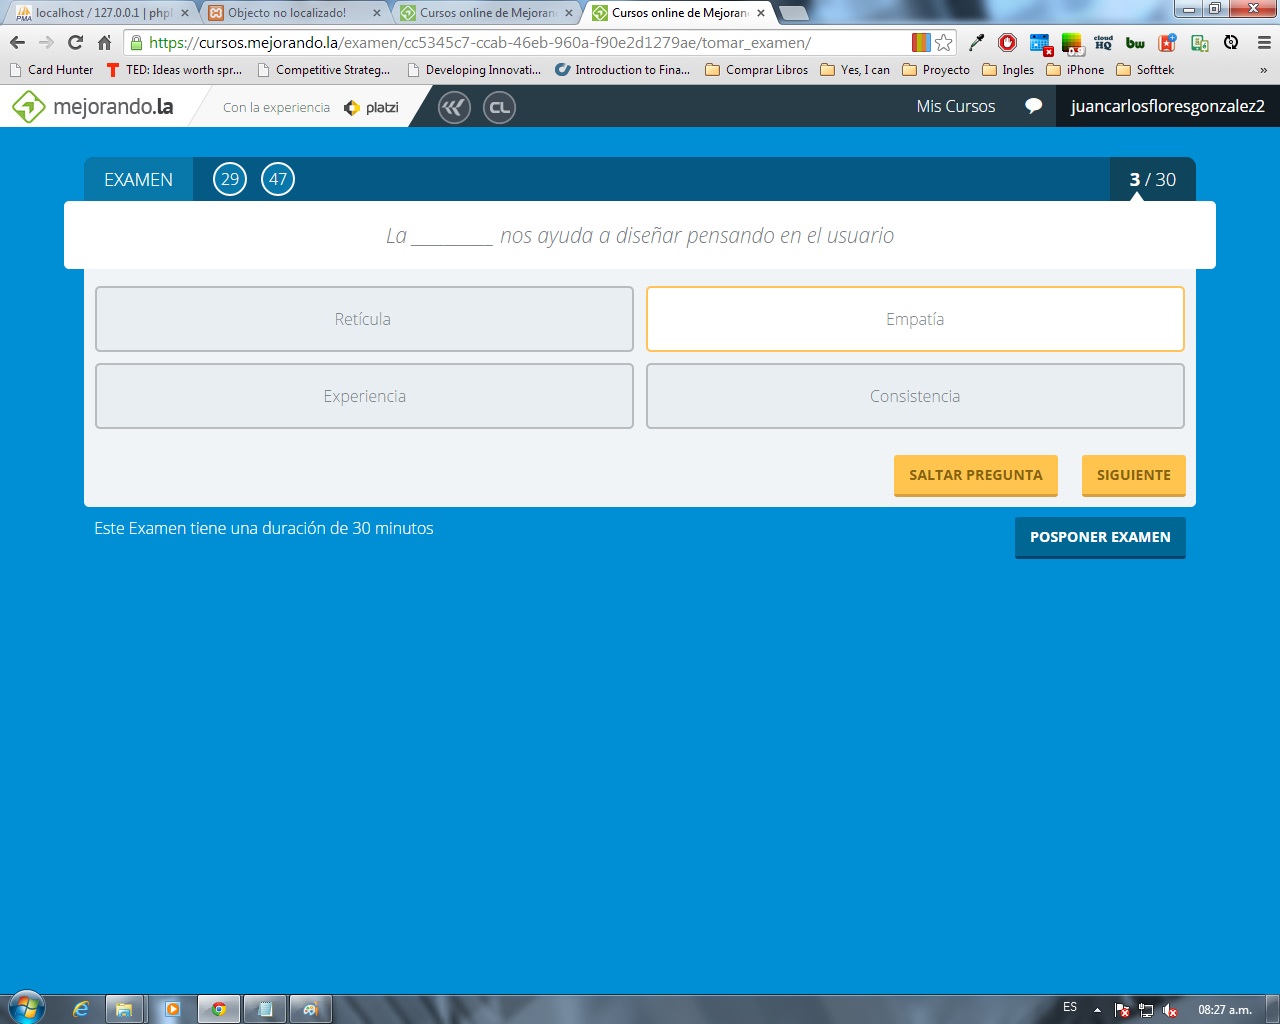 localhost / 127.0.0.1 | phpl
Objecto no localizado!
Cursos online de Mejoran
Cursos online de Mejoran
https://cursos.mejorando.la/examen/cc5345c7-ccab-46eb-960a-f90e2d1279ae/tomar_examen/
cloud HQ
bw
Card Hunter
TED: Ideas worth spr...
Competitive Strateg...
Developing Innovati...
Introduction to Fina...
Comprar Libros
Yes, I can
Proyecto
Ingles
iPhone
Softtek
»
mejorando.la
Con la experiencia
platzi
CL
Mis Cursos
juancarlosfloresgonzalez2
EXAMEN
29
47
3 / 30
La _________ nos ayuda a diseñar pensando en el usuario
Retícula
Empatía
Experiencia
Consistencia
SALTAR PREGUNTA
SIGUIENTE
Este Examen tiene una duración de 30 minutos
POSPONER EXAMEN
ES
08:27 a.m.